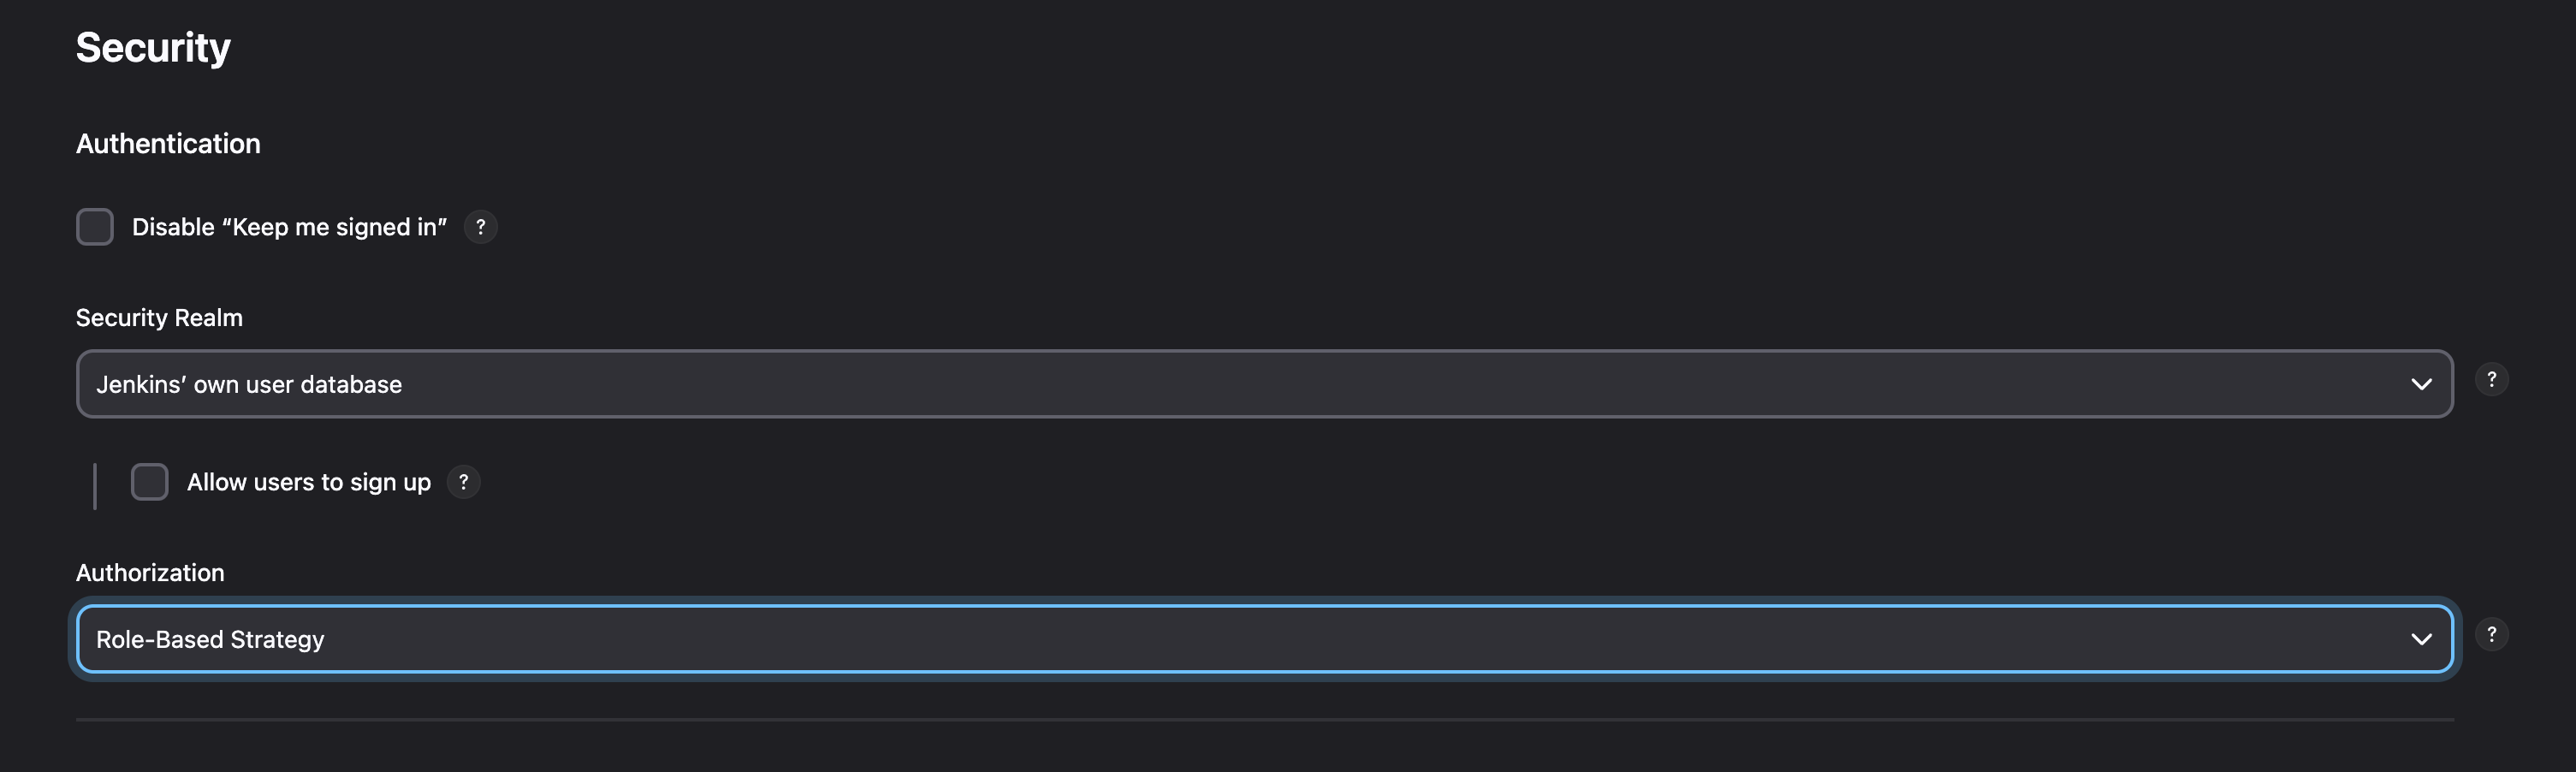 Security
Authentication
Disable “Keep me signed in” ?
Security Realm
Jenkins’ own user database ?
Allow users to sign up ?
Authorization
Role-Based Strategy ?